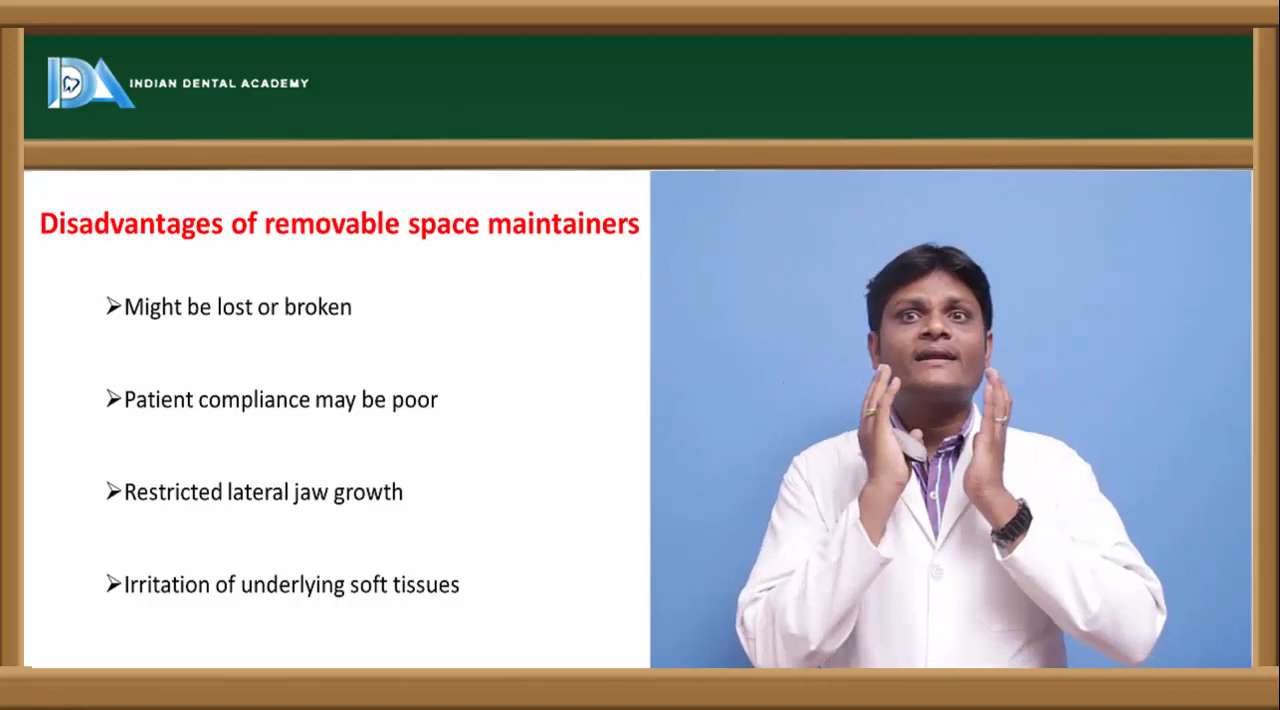 IDA INDIAN DENTAL ACADEMY
Disadvantages of removable space maintainers
➢Might be lost or broken
➢Patient compliance may be poor
➢Restricted lateral jaw growth
➢Irritation of underlying soft tissues